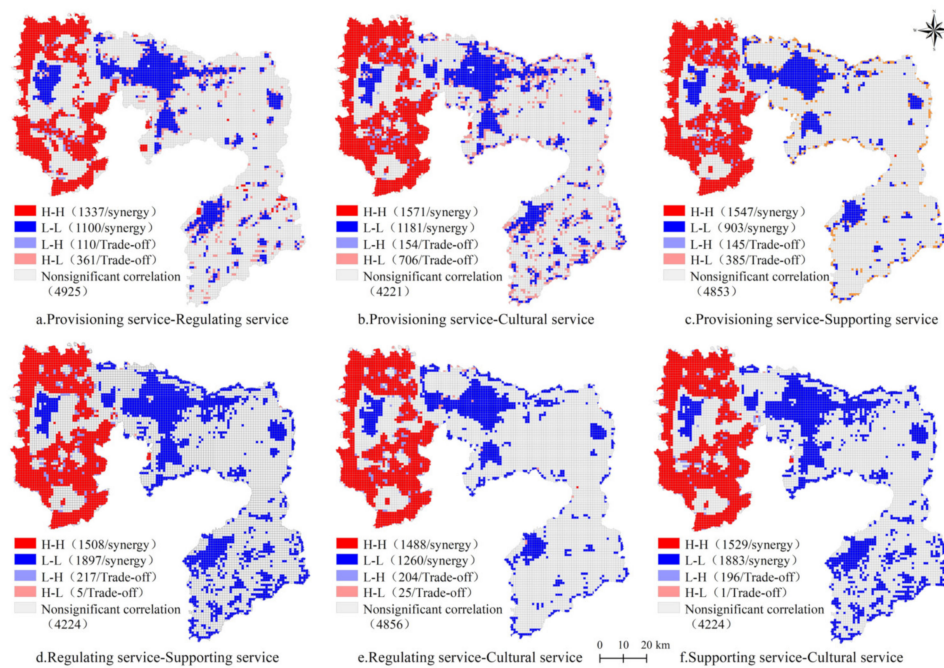 H-H（1337/synergy）
L-L（1100/synergy）
L-H（110/Trade-off）
H-L（361/Trade-off）
Nonsignificant correlation
（4925）
a.Provisioning service-Regulating service
H-H（1571/synergy）
L-L（1181/synergy）
L-H（154/Trade-off）
H-L（706/Trade-off）
Nonsignificant correlation
（4221）
b.Provisioning service-Cultural service
H-H（1547/synergy）
L-L（903/synergy）
L-H（145/Trade-off）
H-L（385/Trade-off）
Nonsignificant correlation
（4853）
c.Provisioning service-Supporting service
H-H（1508/synergy）
L-L（1897/synergy）
L-H（217/Trade-off）
H-L（5/Trade-off）
Nonsignificant correlation
（4224）
d.Regulating service-Supporting service
H-H（1488/synergy）
L-L（1260/synergy）
L-H（204/Trade-off）
H-L（25/Trade-off）
Nonsignificant correlation
（4856）
0 10 20 km
e.Regulating service-Cultural service
H-H（1529/synergy）
L-L（1883/synergy）
L-H（196/Trade-off）
H-L（1/Trade-off）
Nonsignificant correlation
（4224）
f.Supporting service-Cultural service